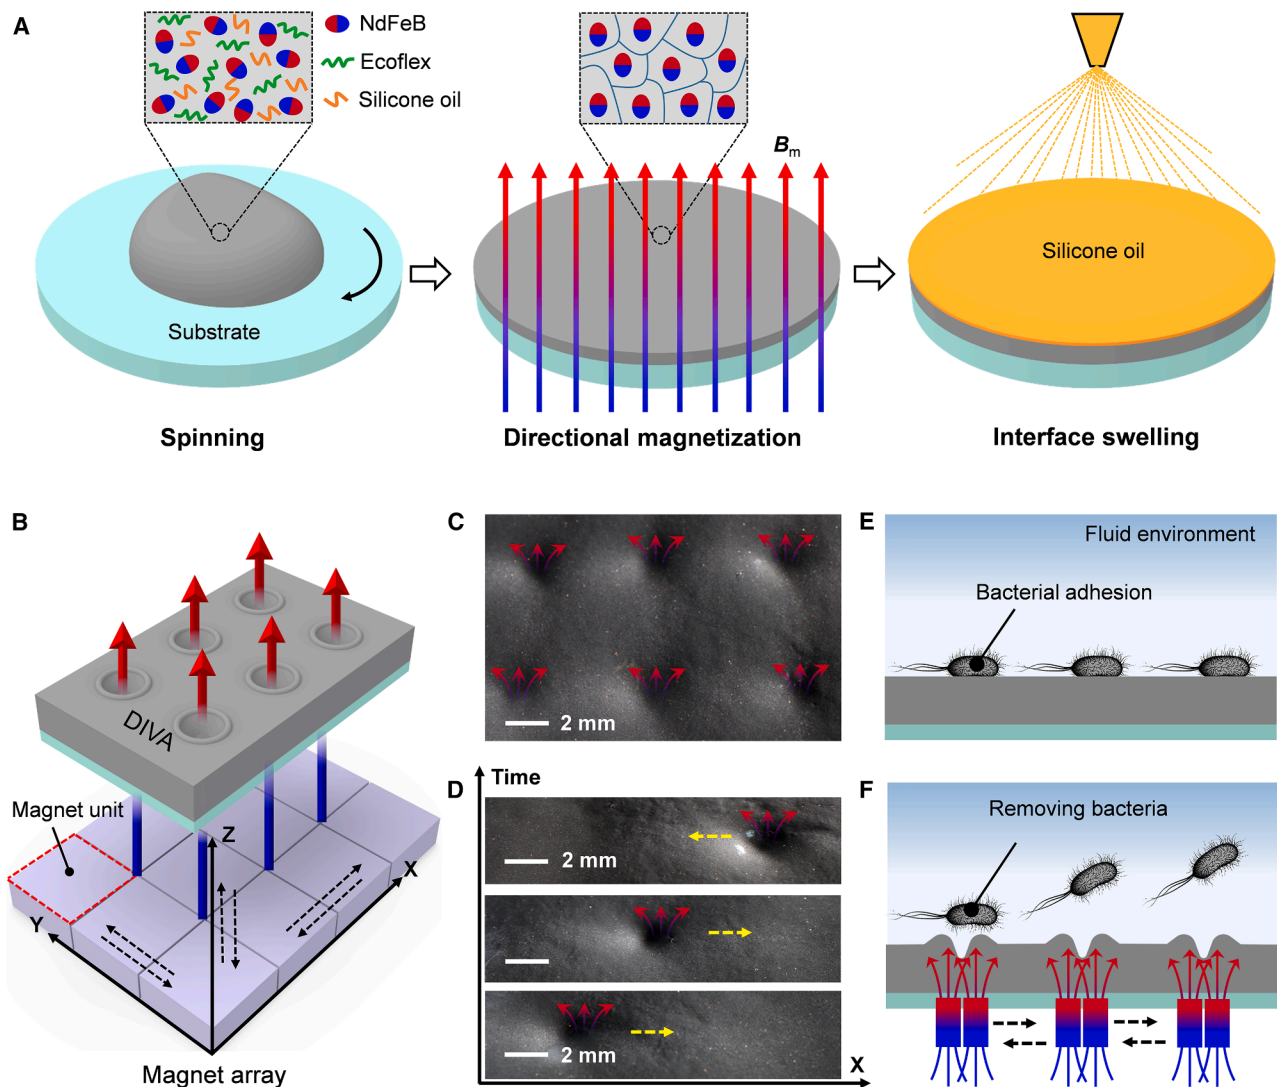 A
NdFeB
Ecoflex
Silicone oil
Substrate
Spinning
Bm
Directional magnetization
Silicone oil
Interface swelling
B
DIVA
Magnet unit
Z
X
Y
Magnet array
C
2 mm
D
Time
2 mm
2 mm
X
E
Fluid environment
Bacterial adhesion
F
Removing bacteria